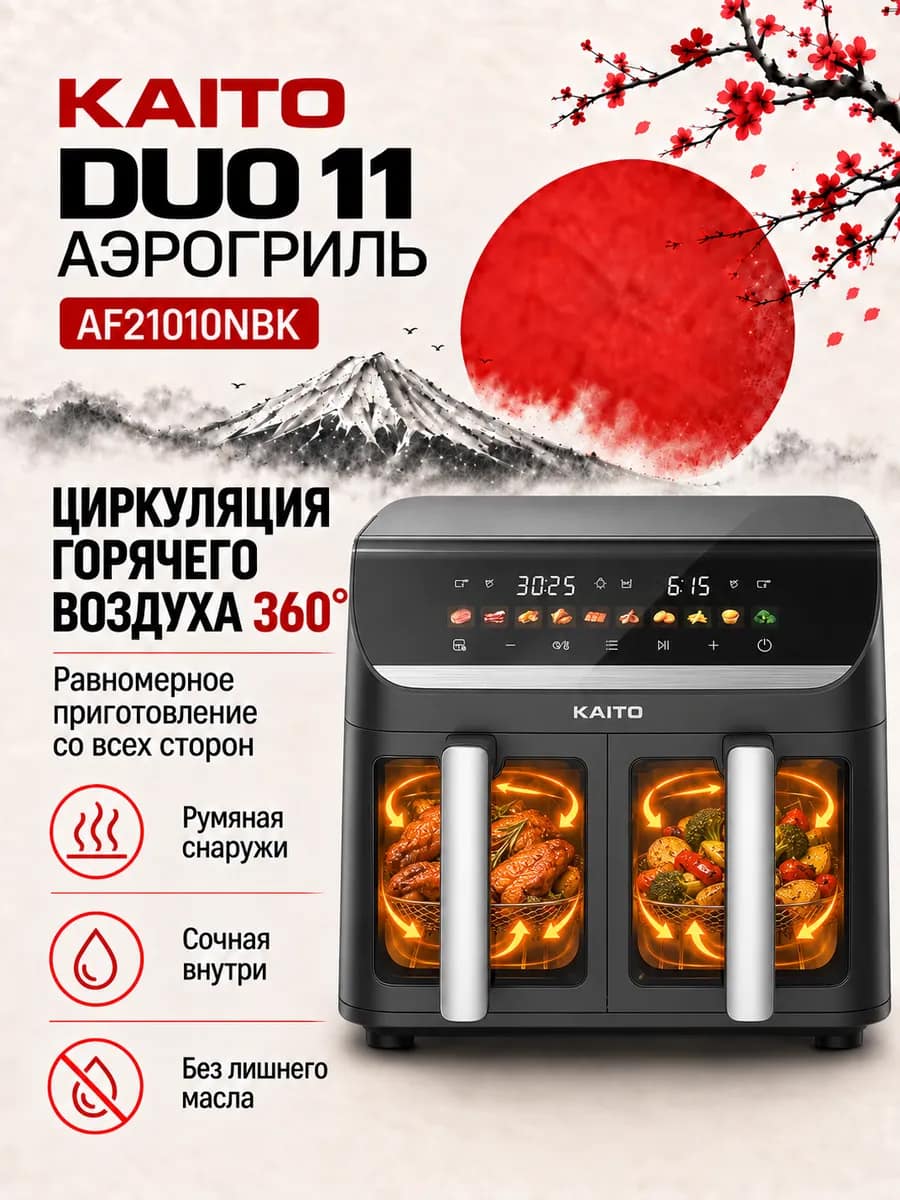 KAITO
DUO 11
АЭРОГРИЛЬ
AF21010NBK
ЦИРКУЛЯЦИЯ
ГОРЯЧЕГО
ВОЗДУХА 360°
Равномерное
приготовление
со всех сторон
Румяная
снаружи
Сочная
внутри
Без лишнего
масла
30:25 6:15
KAITO